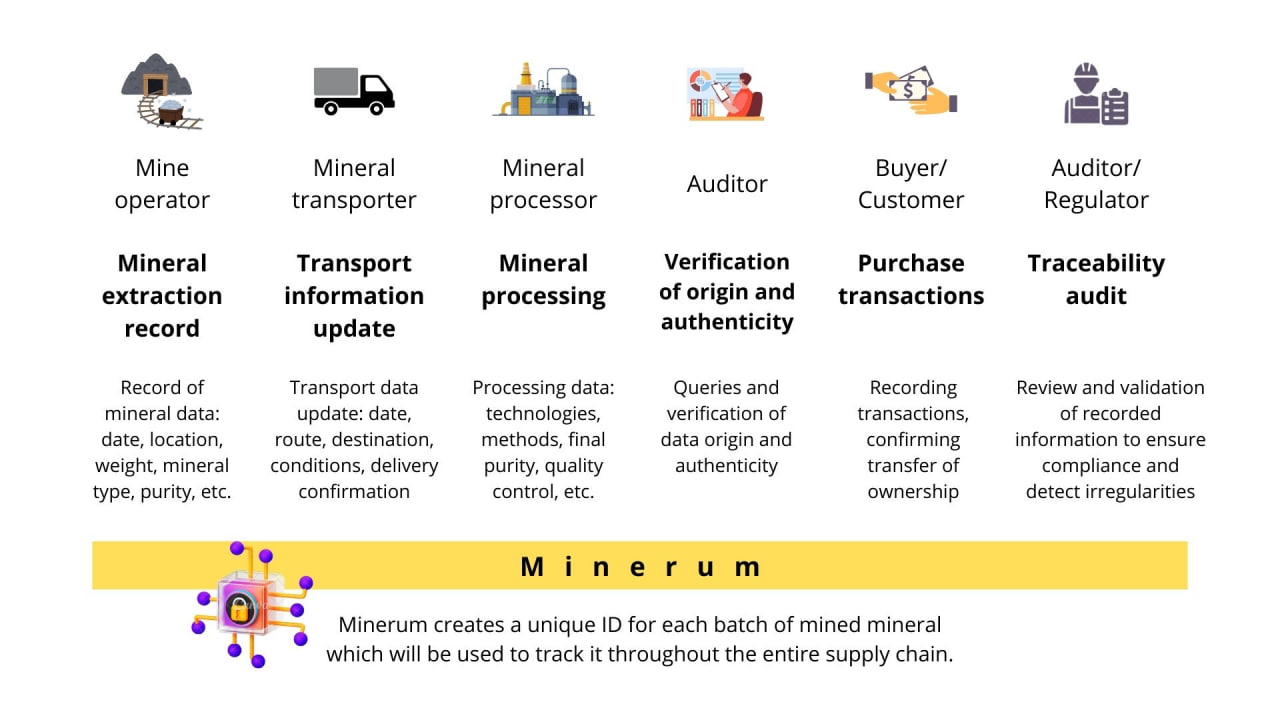 Mine
operator
Mineral
transporter
Mineral
processor
Auditor
Buyer/
Customer
Auditor/
Regulator
Mineral
extraction
record
Transport
information
update
Mineral
processing
Verification
of origin and
authenticity
Purchase
transactions
Traceability
audit
Record of
mineral data:
date, location,
weight, mineral
type, purity, etc.
Transport data
update: date,
route, destination,
conditions, delivery
confirmation
Processing data:
technologies,
methods, final
purity, quality
control, etc.
Queries and
verification of
data origin and
authenticity
Recording
transactions,
confirming
transfer of
ownership
Review and validation
of recorded
information to ensure
compliance and
detect irregularities
M i n e r u m
Minerum creates a unique ID for each batch of mined mineral
which will be used to track it throughout the entire supply chain.